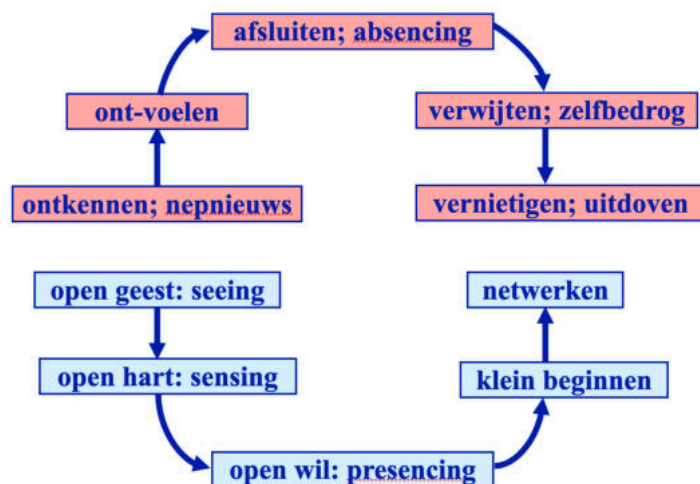 afsluiten; absencing
ont-voelen
verwijten; zelfbedrog
ontkennen; nepnieuws
vernietigen; uitdoven
open geest: seeing
netwerken
open hart: sensing
klein beginnen
open wil: presencing